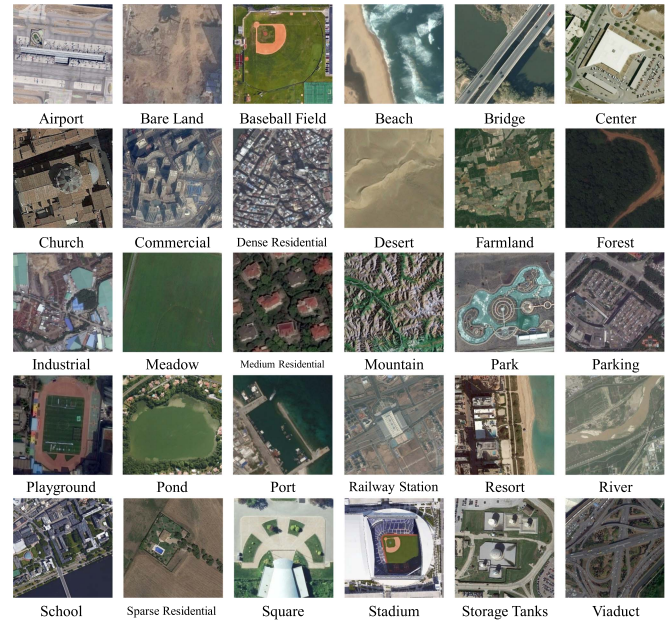 Airport Bare Land Baseball Field Beach Bridge Center
Church Commercial Dense Residential Desert Farmland Forest
Industrial Meadow Medium Residential Mountain Park Parking
Playground Pond Port Railway Station Resort River
School Sparse Residential Square Stadium Storage Tanks Viaduct